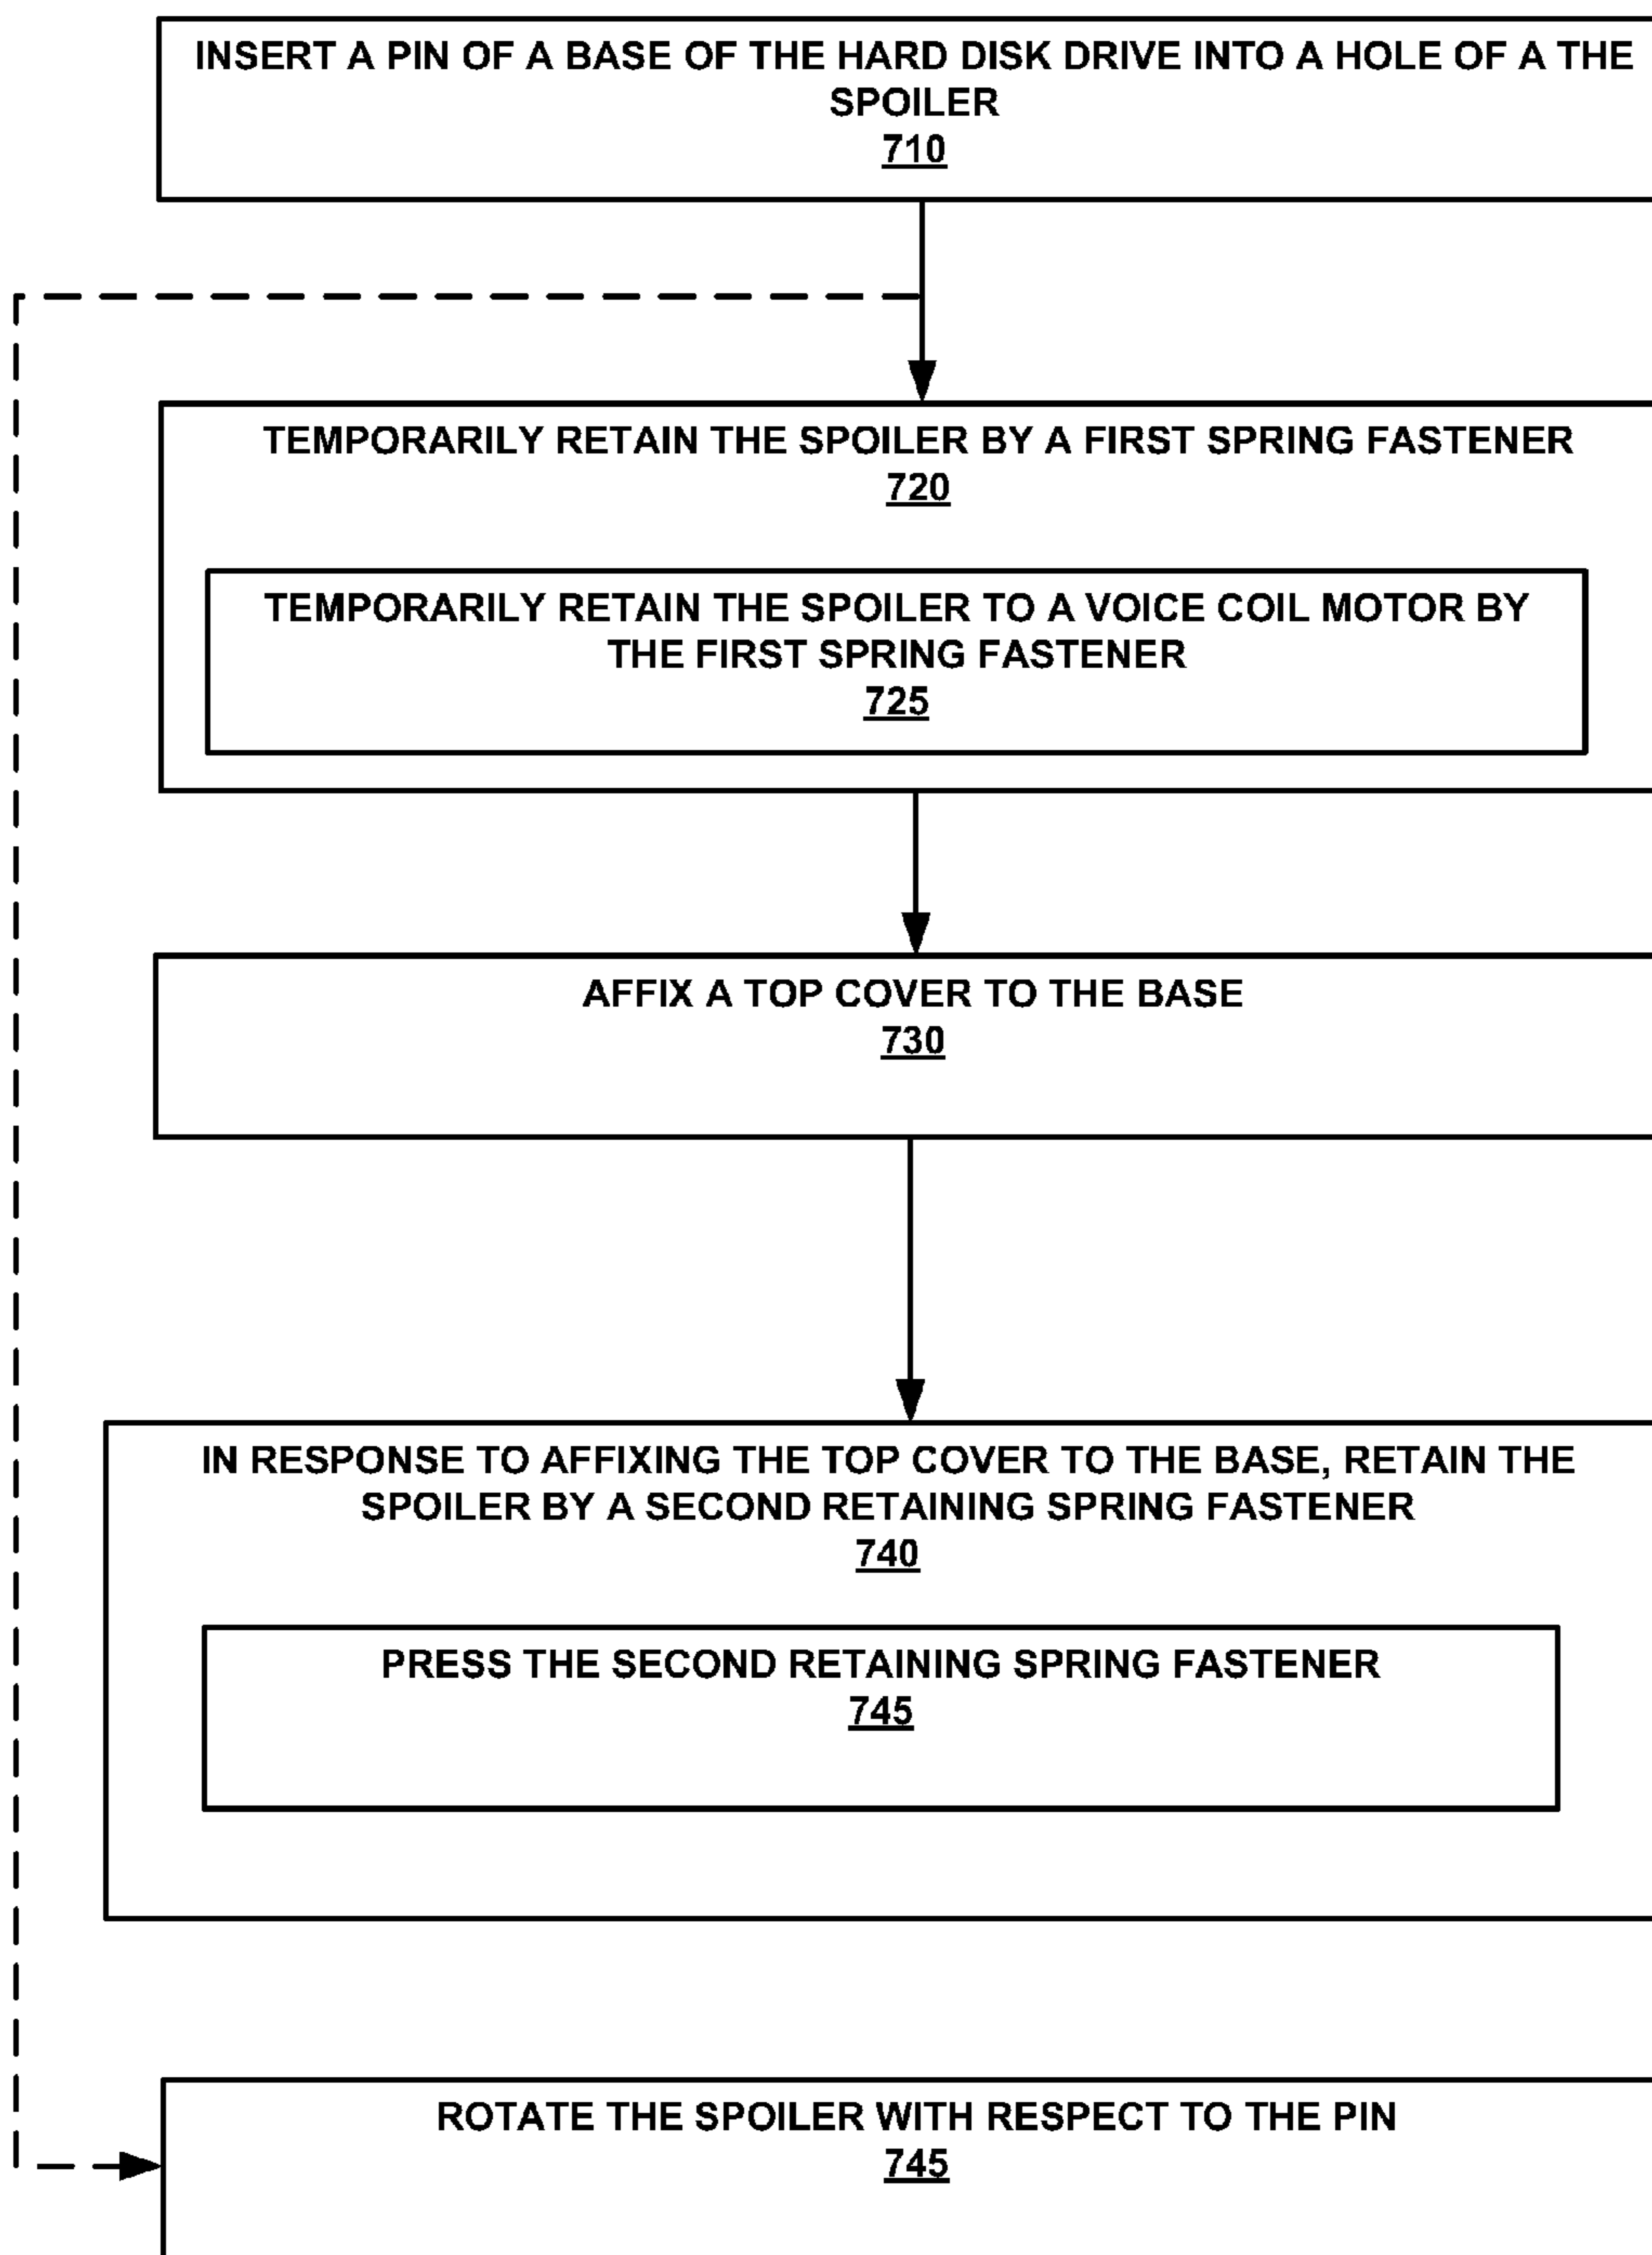 INSERT A PIN OF A BASE OF THE HARD DISK DRIVE INTO A HOLE OF A THE
SPOILER
710
TEMPORARILY RETAIN THE SPOILER BY A FIRST SPRING FASTENER
720
TEMPORARILY RETAIN THE SPOILER TO A VOICE COIL MOTOR BY
THE FIRST SPRING FASTENER
725
AFFIX A TOP COVER TO THE BASE
730
IN RESPONSE TO AFFIXING THE TOP COVER TO THE BASE, RETAIN THE
SPOILER BY A SECOND RETAINING SPRING FASTENER
740
PRESS THE SECOND RETAINING SPRING FASTENER
745
ROTATE THE SPOILER WITH RESPECT TO THE PIN
745